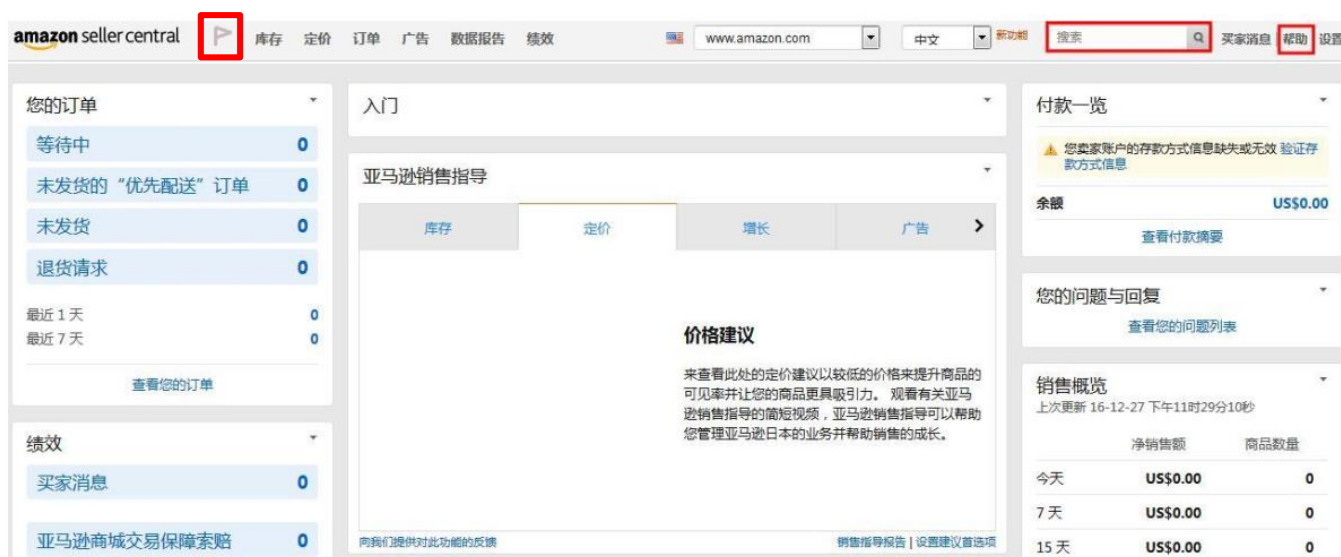 amazon seller central 库存 定价 订单 广告 数据报告 绩效 www.amazon.com 中文 新功能 搜索 买家消息 | 帮助 设置
您的订单
等待中 0
未发货的“优先配送”订单 0
未发货 0
退货请求 0
最近 1 天 0
最近 7 天 0
查看您的订单
绩效
买家消息 0
亚马逊商城交易保障索赔 0
入门
亚马逊销售指导
库存 定价 增长 广告
价格建议
来查看此处的定价建议以较低的价格来提升商品的
可见率并让您的商品更具吸引力。 观看有关亚马
逊销售指导的简短视频，亚马逊销售指导可以帮助
您管理亚马逊日本的业务并帮助销售的成长。
向我们提供对此功能的反馈 销售指导报告 | 设置建议首选项
付款一览
您卖家账户的存款方式信息缺失或无效 验证存
款方式信息
余额 US$0.00
查看付款摘要
您的问题与回复
查看您的问题列表
销售概览
上次更新 16-12-27 下午11时29分10秒
净销售额 商品数量
今天 US$0.00 0
7 天 US$0.00 0
15 天 US$0.00 0